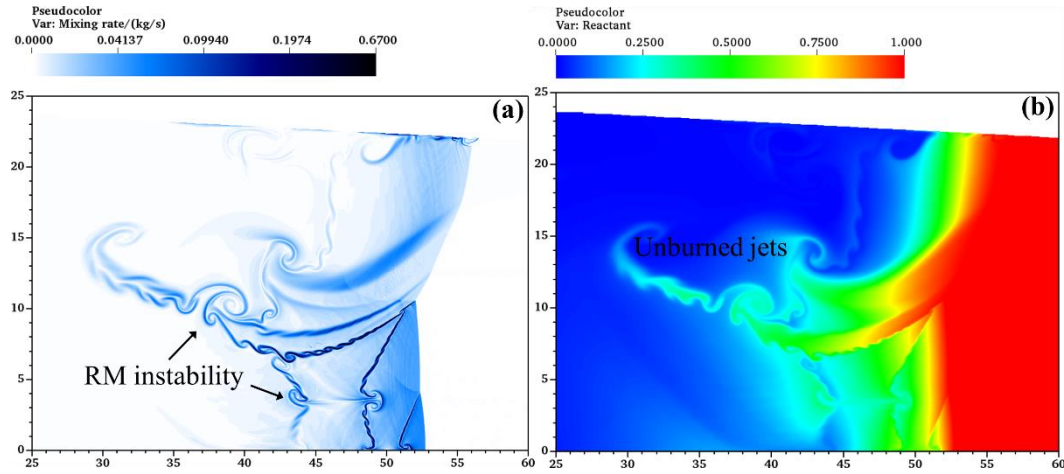 Pseudocolor
Var: Mixing rate/(kg/s)
0.0000 0.04137 0.09940 0.1974 0.6700
(a)
25
20
15
10
5
0
RM instability
25 30 35 40 45 50 55 60
Pseudocolor
Var: Reactant
0.0000 0.2500 0.5000 0.7500 1.000
(b)
25
20
15
10
5
0
Unburned jets
25 30 35 40 45 50 55 60